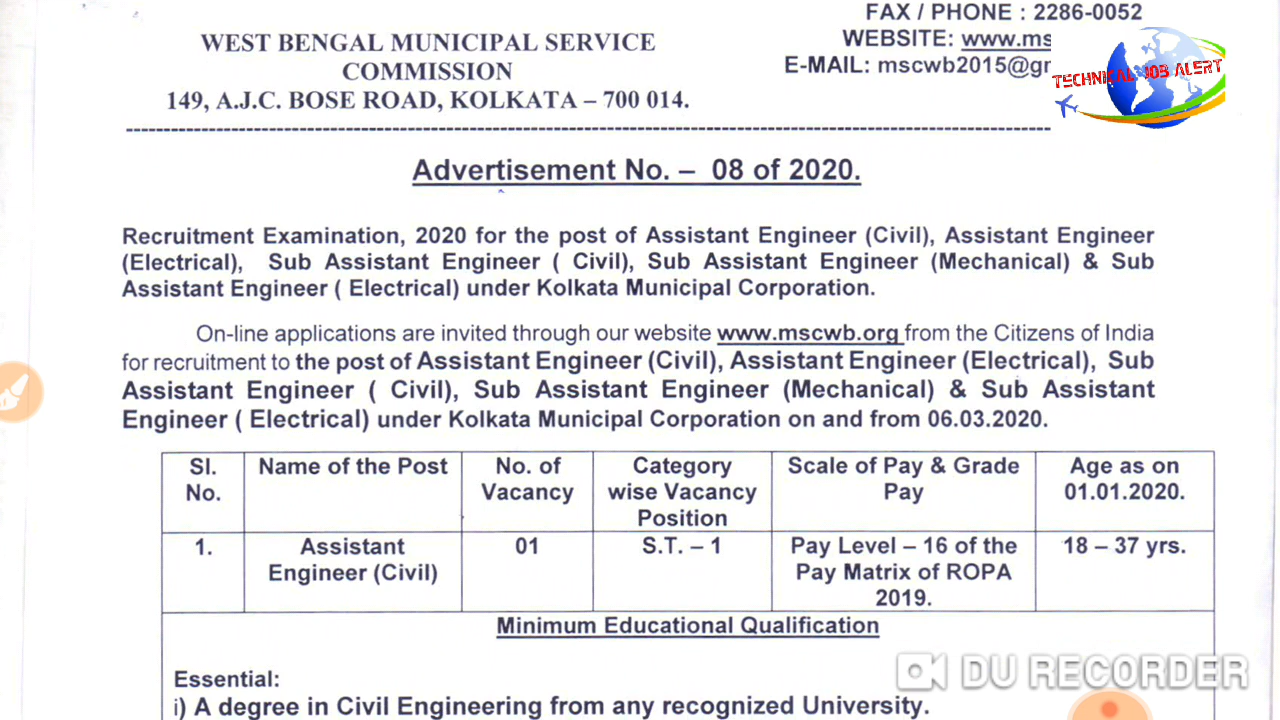 FAX / PHONE : 2286-0052
WEST BENGAL MUNICIPAL SERVICE
WEBSITE: www.ms
COMMISSION
E-MAIL: mscwb2015@gr
TECHNICAL JOB ALERT
149, A.J.C. BOSE ROAD, KOLKATA – 700 014.
Advertisement No. – 08 of 2020.
Recruitment Examination, 2020 for the post of Assistant Engineer (Civil), Assistant Engineer
(Electrical), Sub Assistant Engineer ( Civil), Sub Assistant Engineer (Mechanical) & Sub
Assistant Engineer ( Electrical) under Kolkata Municipal Corporation.
On-line applications are invited through our website www.mscwb.org from the Citizens of India
for recruitment to the post of Assistant Engineer (Civil), Assistant Engineer (Electrical), Sub
Assistant Engineer ( Civil), Sub Assistant Engineer (Mechanical) & Sub Assistant
Engineer ( Electrical) under Kolkata Municipal Corporation on and from 06.03.2020.
Sl. No. Name of the Post No. of Vacancy Category wise Vacancy Position Scale of Pay & Grade Pay Age as on 01.01.2020.
1. Assistant Engineer (Civil) 01 S.T. – 1 Pay Level – 16 of the Pay Matrix of ROPA 2019. 18 – 37 yrs.
Minimum Educational Qualification
Essential:
i) A degree in Civil Engineering from any recognized University.
DU RECORDER